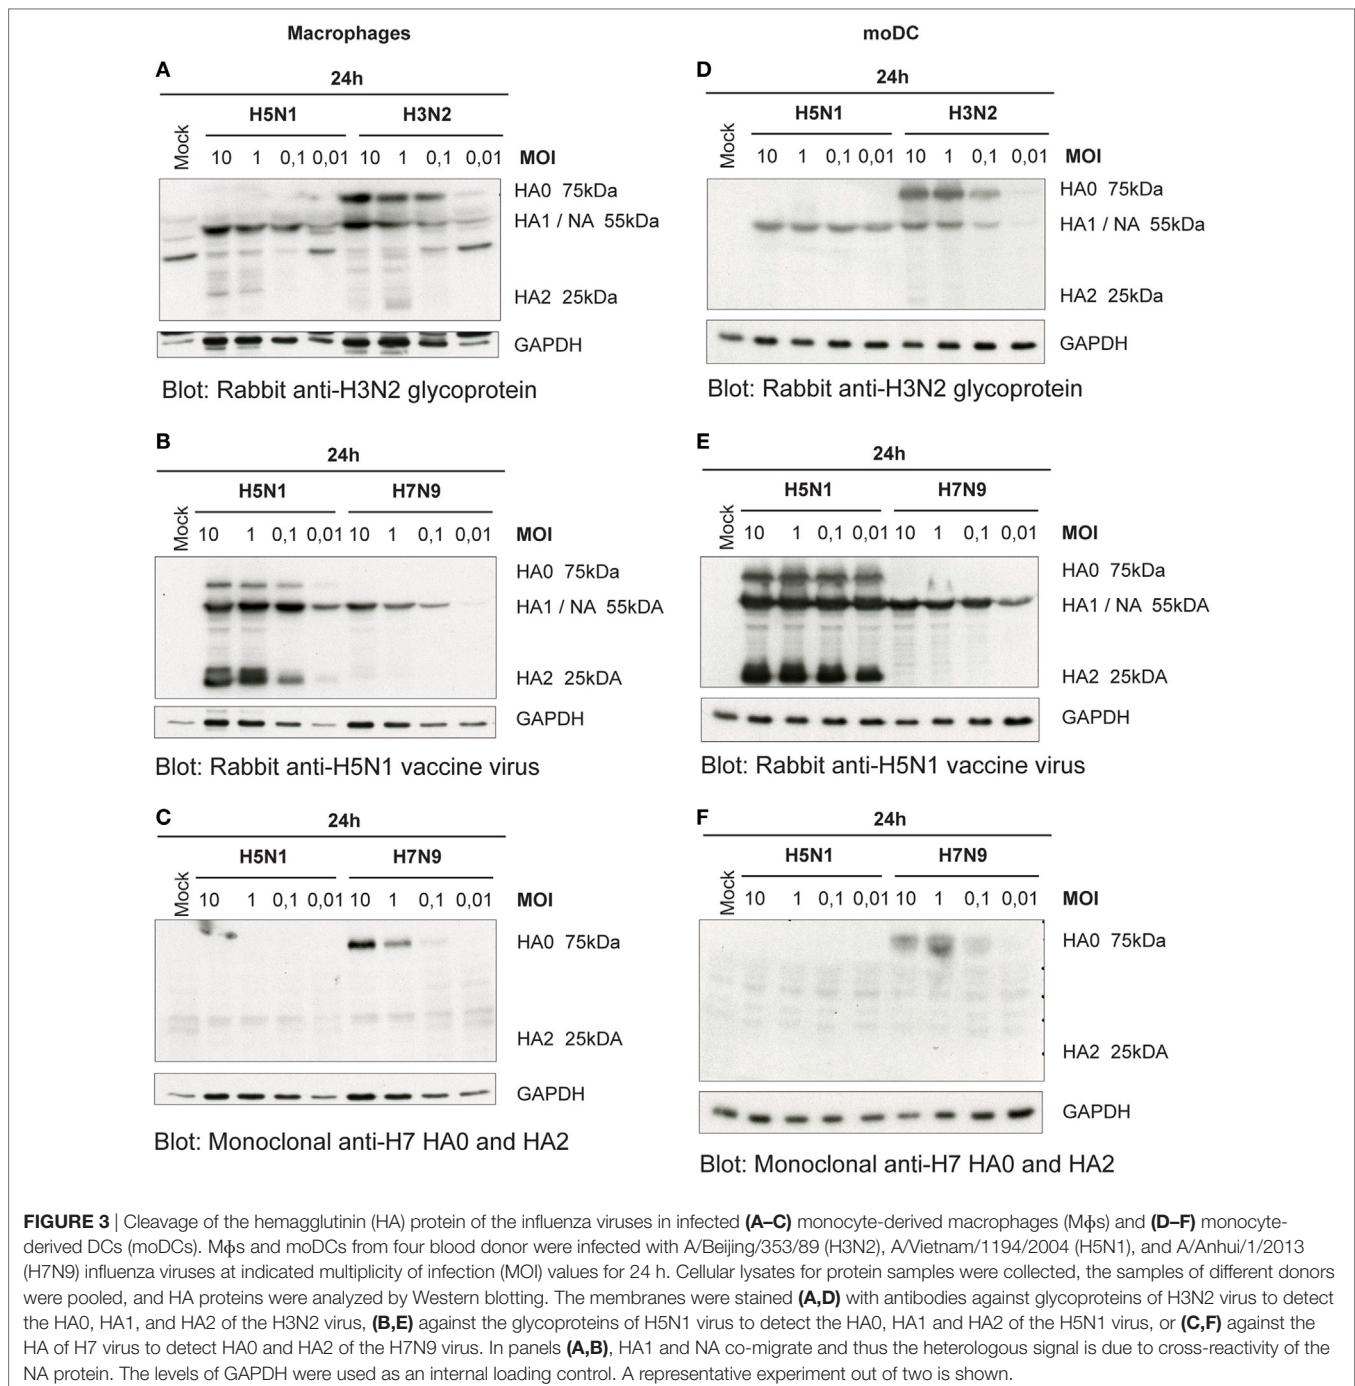 Macrophages
A
24h
Mock
H5N1 H3N2
10 1 0,1 0,01 10 1 0,1 0,01 MOI
HA0 75kDa
HA1 / NA 55kDa
HA2 25kDa
GAPDH
Blot: Rabbit anti-H3N2 glycoprotein
B
24h
Mock
H5N1 H7N9
10 1 0,1 0,01 10 1 0,1 0,01 MOI
HA0 75kDa
HA1 / NA 55kDA
HA2 25kDA
GAPDH
Blot: Rabbit anti-H5N1 vaccine virus
C
24h
Mock
H5N1 H7N9
10 1 0,1 0,01 10 1 0,1 0,01 MOI
HA0 75kDa
HA2 25kDA
GAPDH
Blot: Monoclonal anti-H7 HA0 and HA2
moDC
D
24h
Mock
H5N1 H3N2
10 1 0,1 0,01 10 1 0,1 0,01 MOI
HA0 75kDa
HA1 / NA 55kDa
HA2 25kDa
GAPDH
Blot: Rabbit anti-H3N2 glycoprotein
E
24h
Mock
H5N1 H7N9
10 1 0,1 0,01 10 1 0,1 0,01 MOI
HA0 75kDa
HA1 / NA 55kDA
HA2 25kDA
GAPDH
Blot: Rabbit anti-H5N1 vaccine virus
F
24h
Mock
H5N1 H7N9
10 1 0,1 0,01 10 1 0,1 0,01 MOI
HA0 75kDa
HA2 25kDA
GAPDH
Blot: Monoclonal anti-H7 HA0 and HA2
FIGURE 3 | Cleavage of the hemagglutinin (HA) protein of the influenza viruses in infected (A–C) monocyte-derived macrophages (Mϕs) and (D–F) monocyte-
derived DCs (moDCs). Mϕs and moDCs from four blood donor were infected with A/Beijing/353/89 (H3N2), A/Vietnam/1194/2004 (H5N1), and A/Anhui/1/2013
(H7N9) influenza viruses at indicated multiplicity of infection (MOI) values for 24 h. Cellular lysates for protein samples were collected, the samples of different donors
were pooled, and HA proteins were analyzed by Western blotting. The membranes were stained (A,D) with antibodies against glycoproteins of H3N2 virus to detect
the HA0, HA1, and HA2 of the H3N2 virus, (B,E) against the glycoproteins of H5N1 virus to detect the HA0, HA1 and HA2 of the H5N1 virus, or (C,F) against the
HA of H7 virus to detect HA0 and HA2 of the H7N9 virus. In panels (A,B), HA1 and NA co-migrate and thus the heterologous signal is due to cross-reactivity of the
NA protein. The levels of GAPDH were used as an internal loading control. A representative experiment out of two is shown.